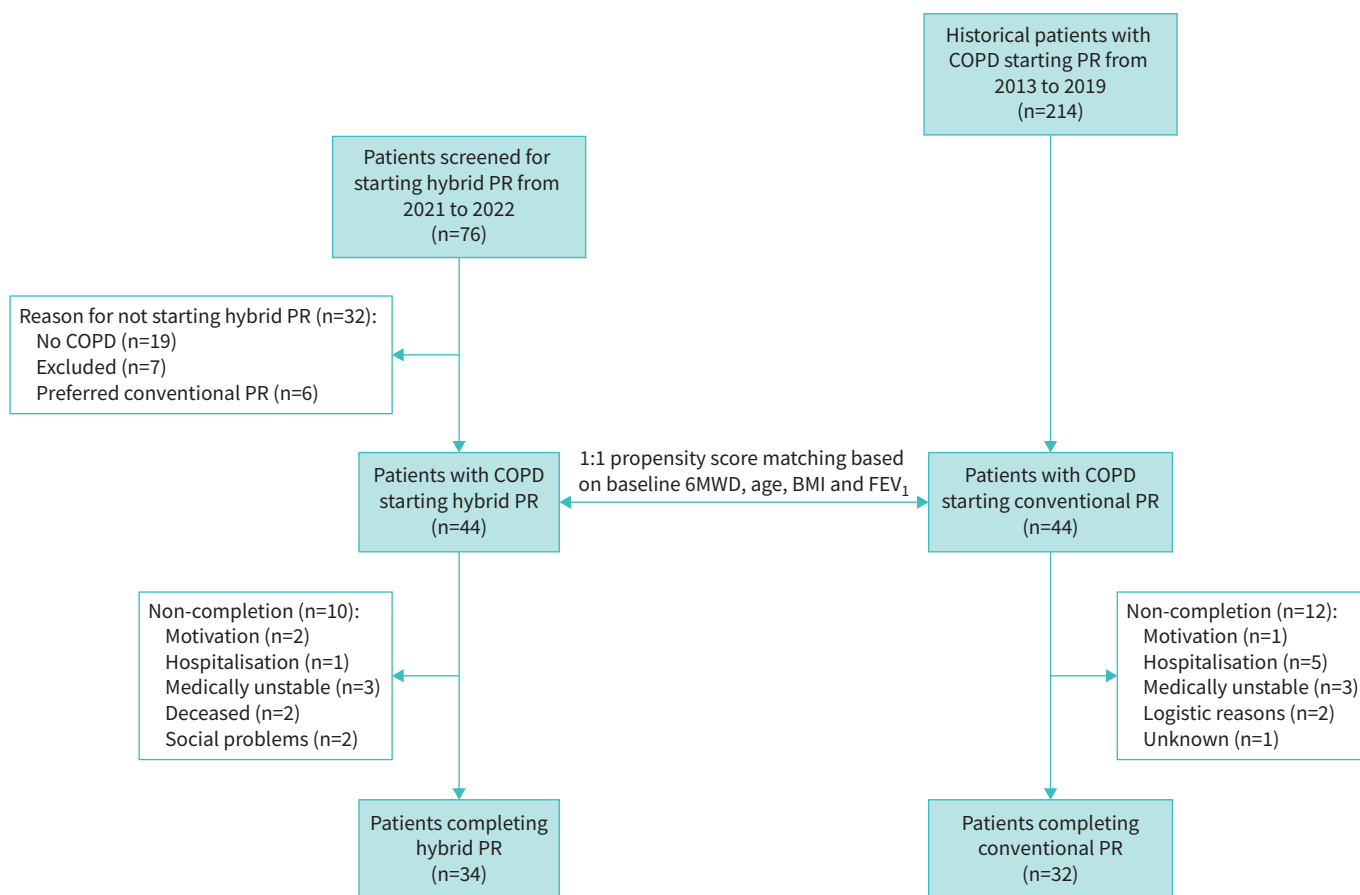 Historical patients with
COPD starting PR from
2013 to 2019
(n=214)
Patients screened for
starting hybrid PR from
2021 to 2022
(n=76)
Reason for not starting hybrid PR (n=32):
No COPD (n=19)
Excluded (n=7)
Preferred conventional PR (n=6)
Patients with COPD
starting hybrid PR
(n=44)
1:1 propensity score matching based
on baseline 6MWD, age, BMI and FEV₁
Patients with COPD
starting conventional PR
(n=44)
Non-completion (n=10):
Motivation (n=2)
Hospitalisation (n=1)
Medically unstable (n=3)
Deceased (n=2)
Social problems (n=2)
Non-completion (n=12):
Motivation (n=1)
Hospitalisation (n=5)
Medically unstable (n=3)
Logistic reasons (n=2)
Unknown (n=1)
Patients completing
hybrid PR
(n=34)
Patients completing
conventional PR
(n=32)